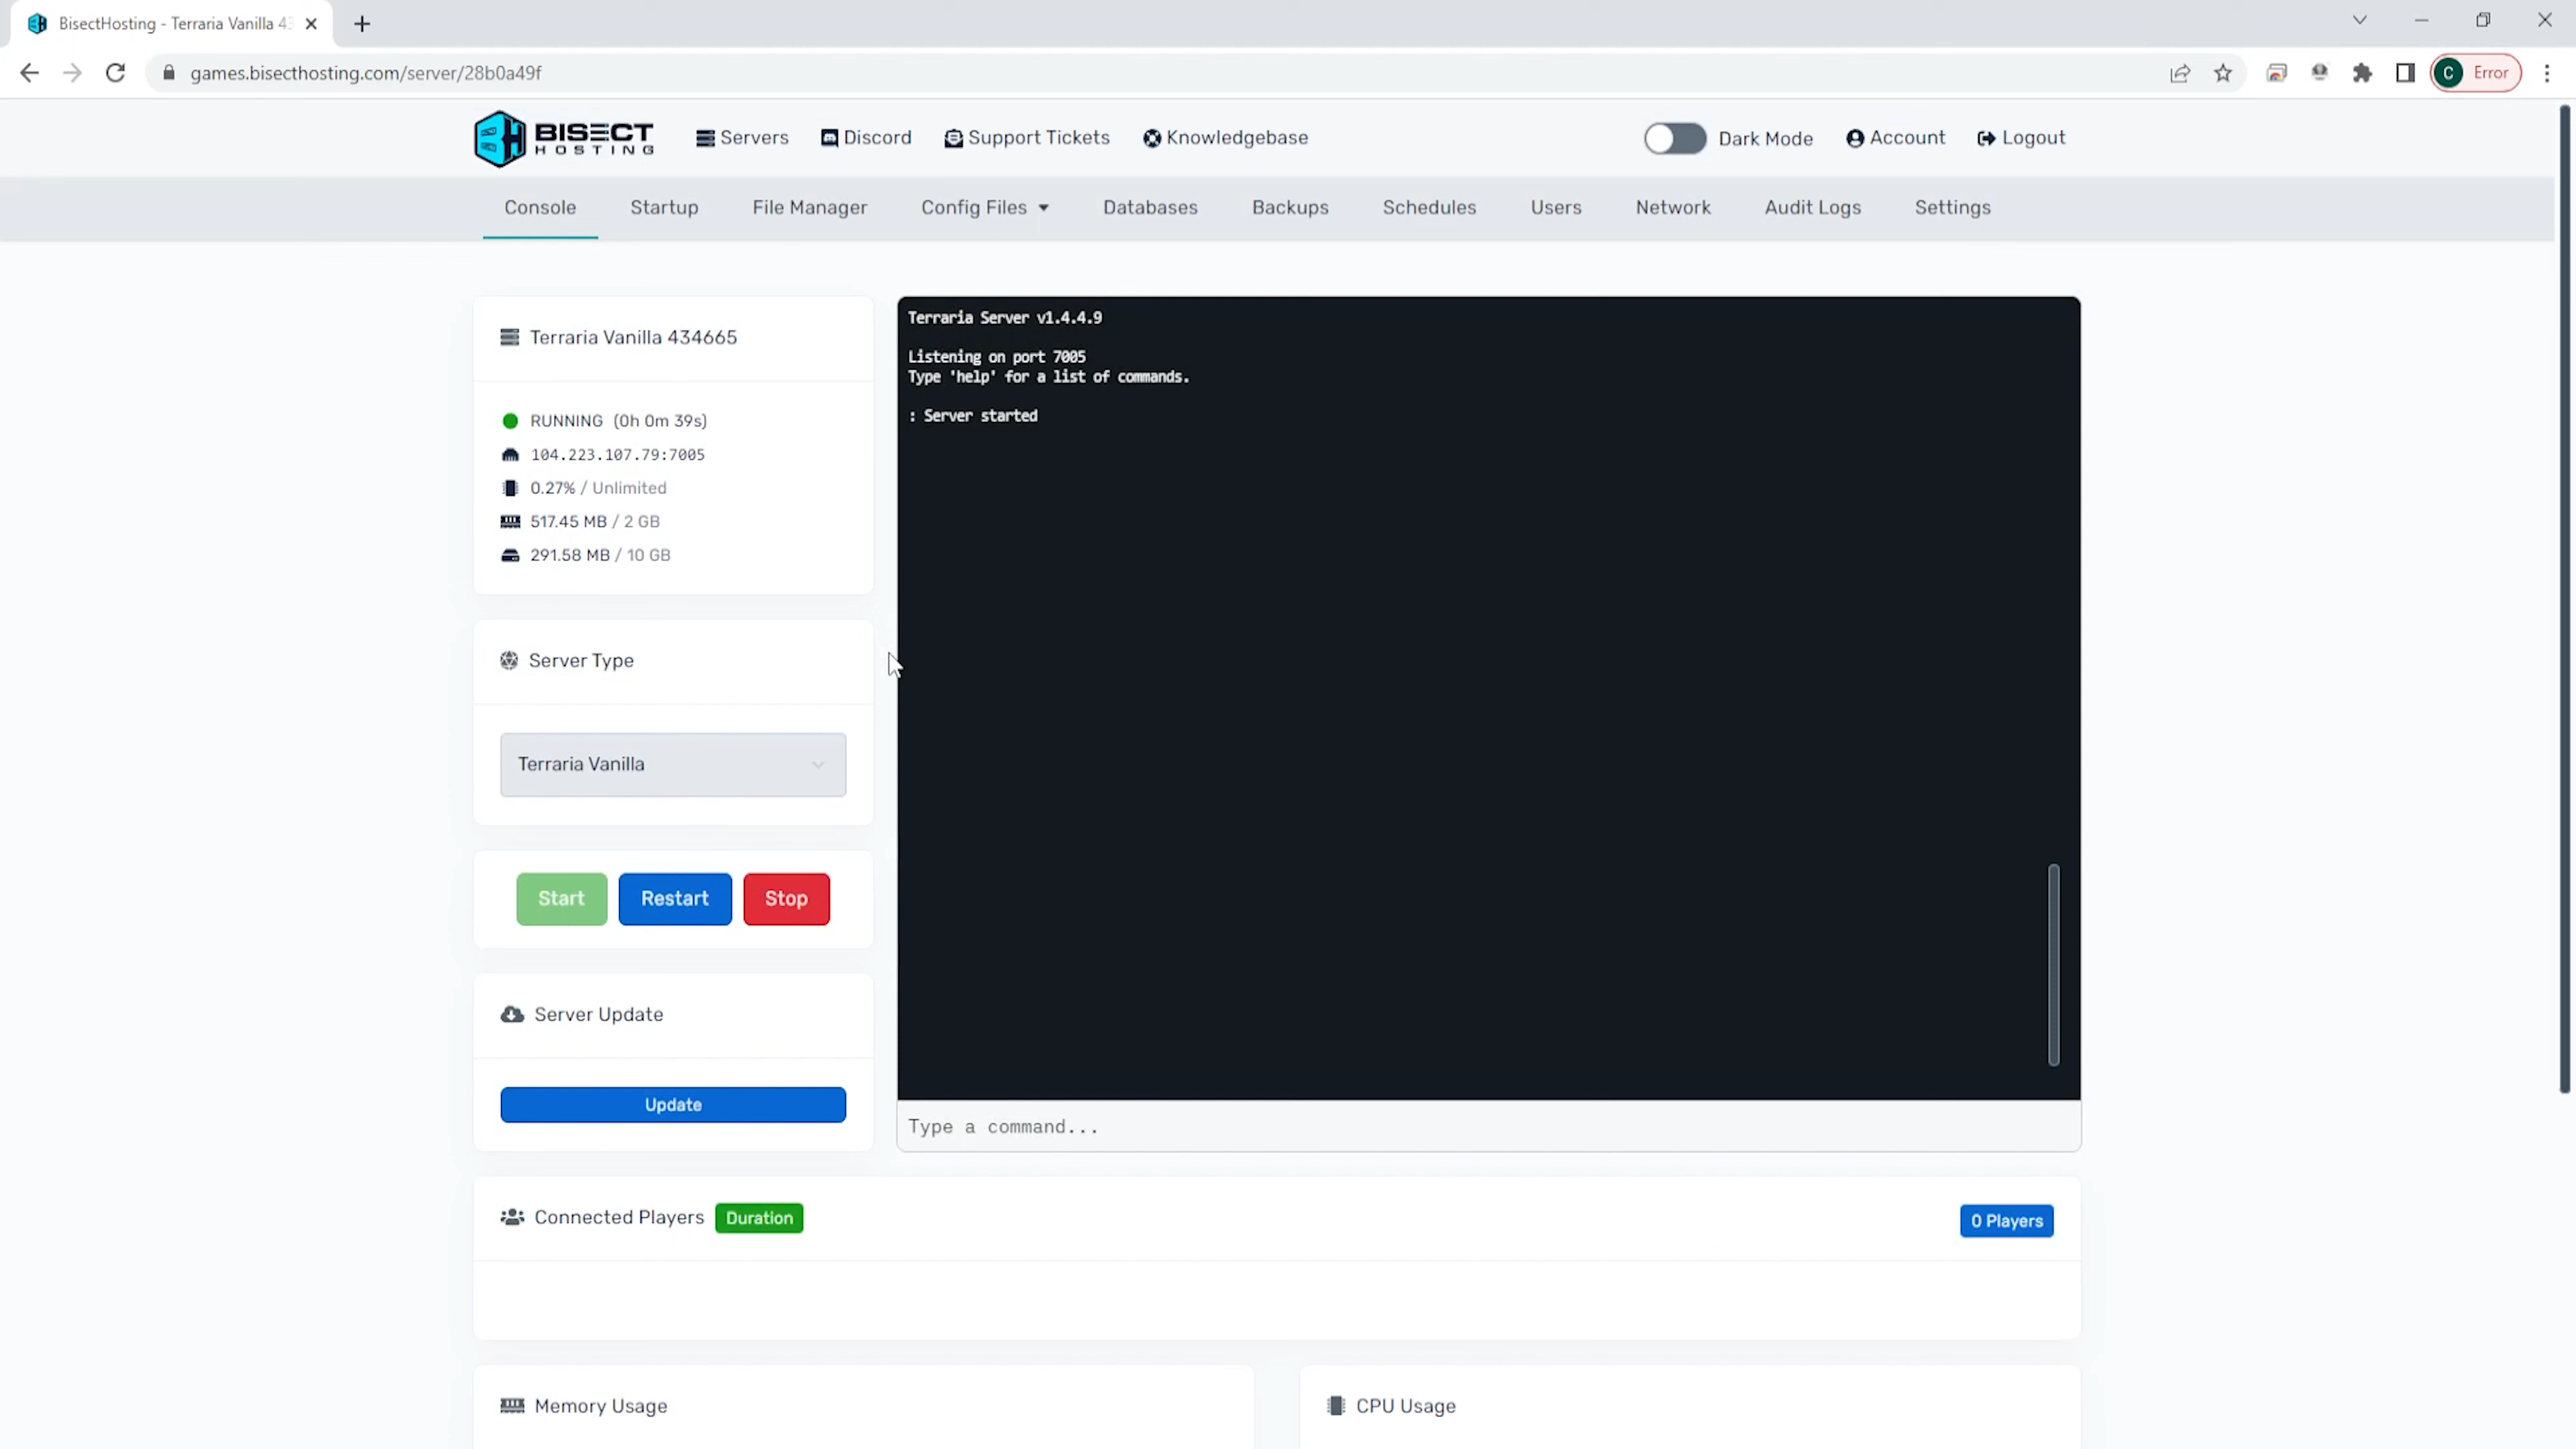 BisectHosting - Terraria Vanilla 43
games.bisecthosting.com/server/28b0a49f
C Error
BISECT
HOSTING
Servers Discord Support Tickets Knowledgebase Dark Mode Account Logout
Console Startup File Manager Config Files Databases Backups Schedules Users Network Audit Logs Settings
Terraria Vanilla 434665
RUNNING (0h 0m 39s)
104.223.107.79:7005
0.27% / Unlimited
517.45 MB / 2 GB
291.58 MB / 10 GB
Server Type
Terraria Vanilla
Start Restart Stop
Server Update
Update
Terraria Server v1.4.4.9
Listening on port 7005
Type 'help' for a list of commands.
: Server started
Type a command...
Connected Players Duration 0 Players
Memory Usage
CPU Usage